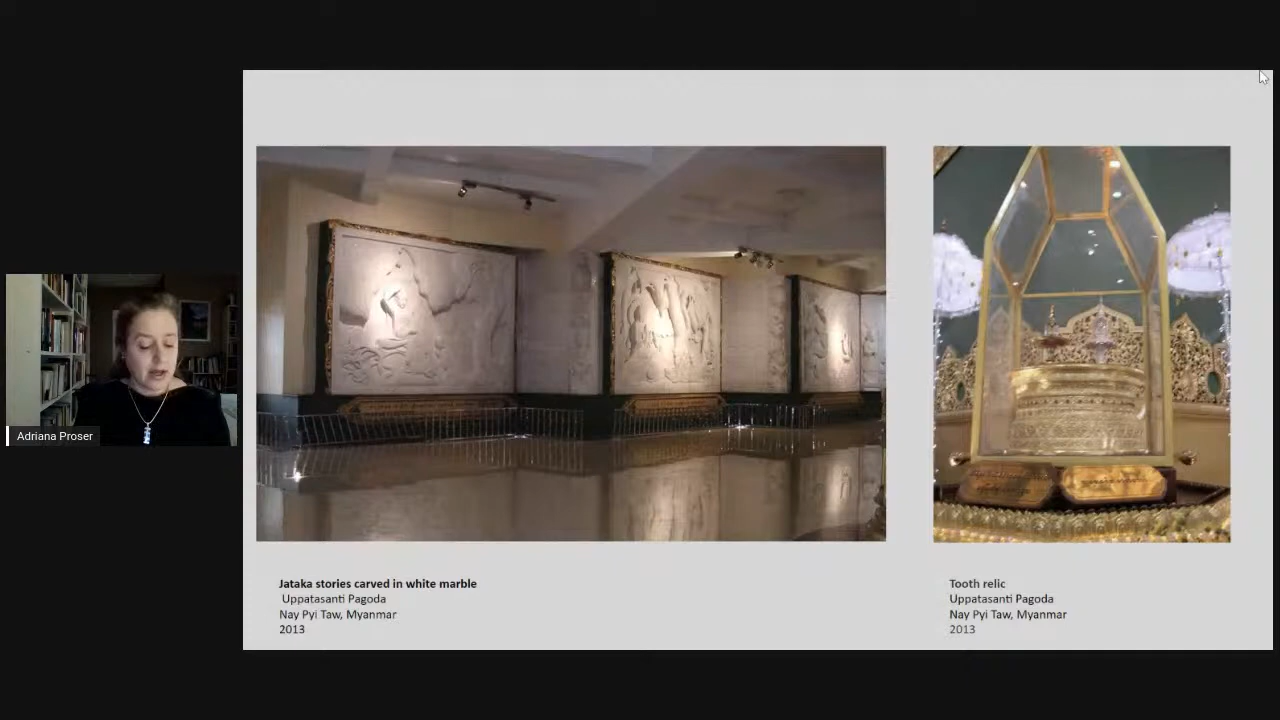 Adriana Proser
Jataka stories carved in white marble
Uppatasanti Pagoda
Nay Pyi Taw, Myanmar
2013
Tooth relic
Uppatasanti Pagoda
Nay Pyi Taw, Myanmar
2013